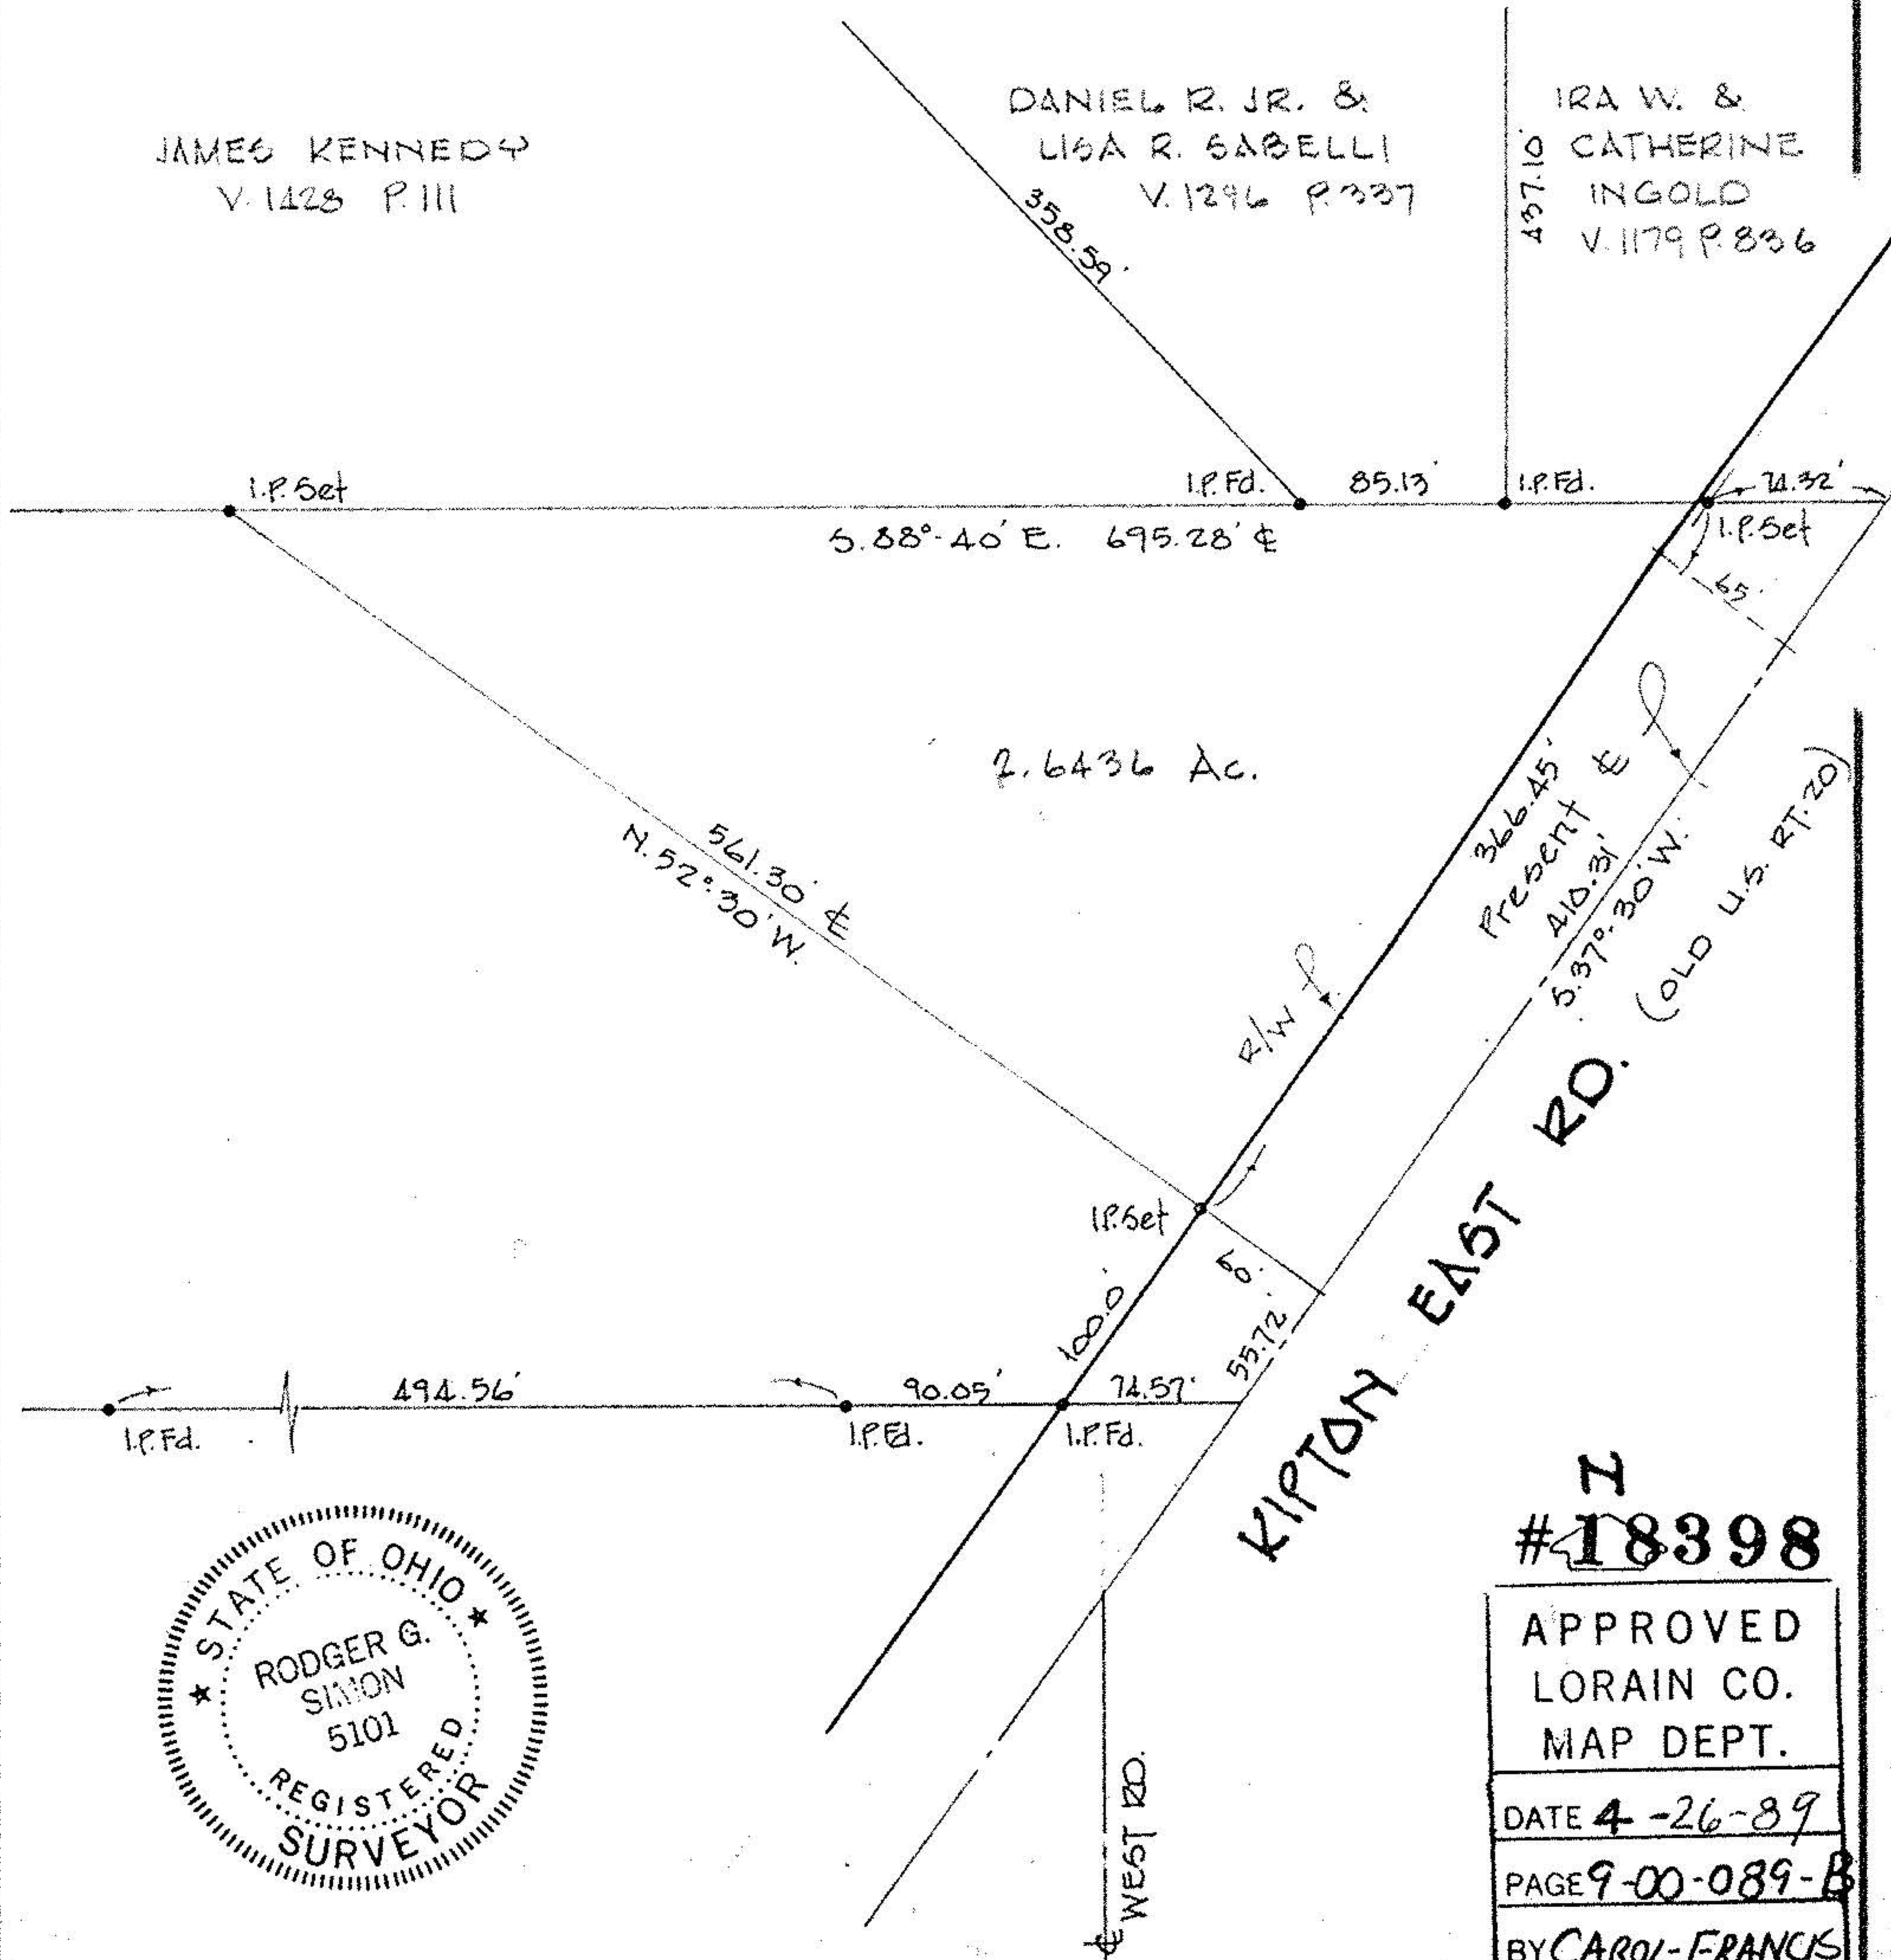 JAMES KENNEDY
V. 1428 P. 111
DANIEL R. JR. &
LISA R. SABELLI
V. 1296 P. 337
IRA W. &
CATHERINE
INGOLD
V. 1179 P. 836
437.10'
358.59'
I.P. Set
I.P. Fd.
85.13'
I.P. Fd.
74.32'
I.P. Set
S. 88°-40' E. 695.28' ℄
65'
2.6436 Ac.
561.30' ℄
N. 52°-30' W.
366.45'
Present ℄
410.31'
S. 37°-30' W.
(OLD U.S. RT. 20)
R/W
KIPTON EAST RD.
I.P. Set
100.0'
55.72'
494.56'
90.05'
74.57'
I.P. Fd.
I.P. Fd.
I.P. Fd.
℄ WEST RD.
STATE OF OHIO
RODGER G.
SIMON
5101
REGISTERED
SURVEYOR
N
#18398
APPROVED
LORAIN CO.
MAP DEPT.
DATE 4-26-89
PAGE 9-00-089-B
BY CAROL FRANCIS